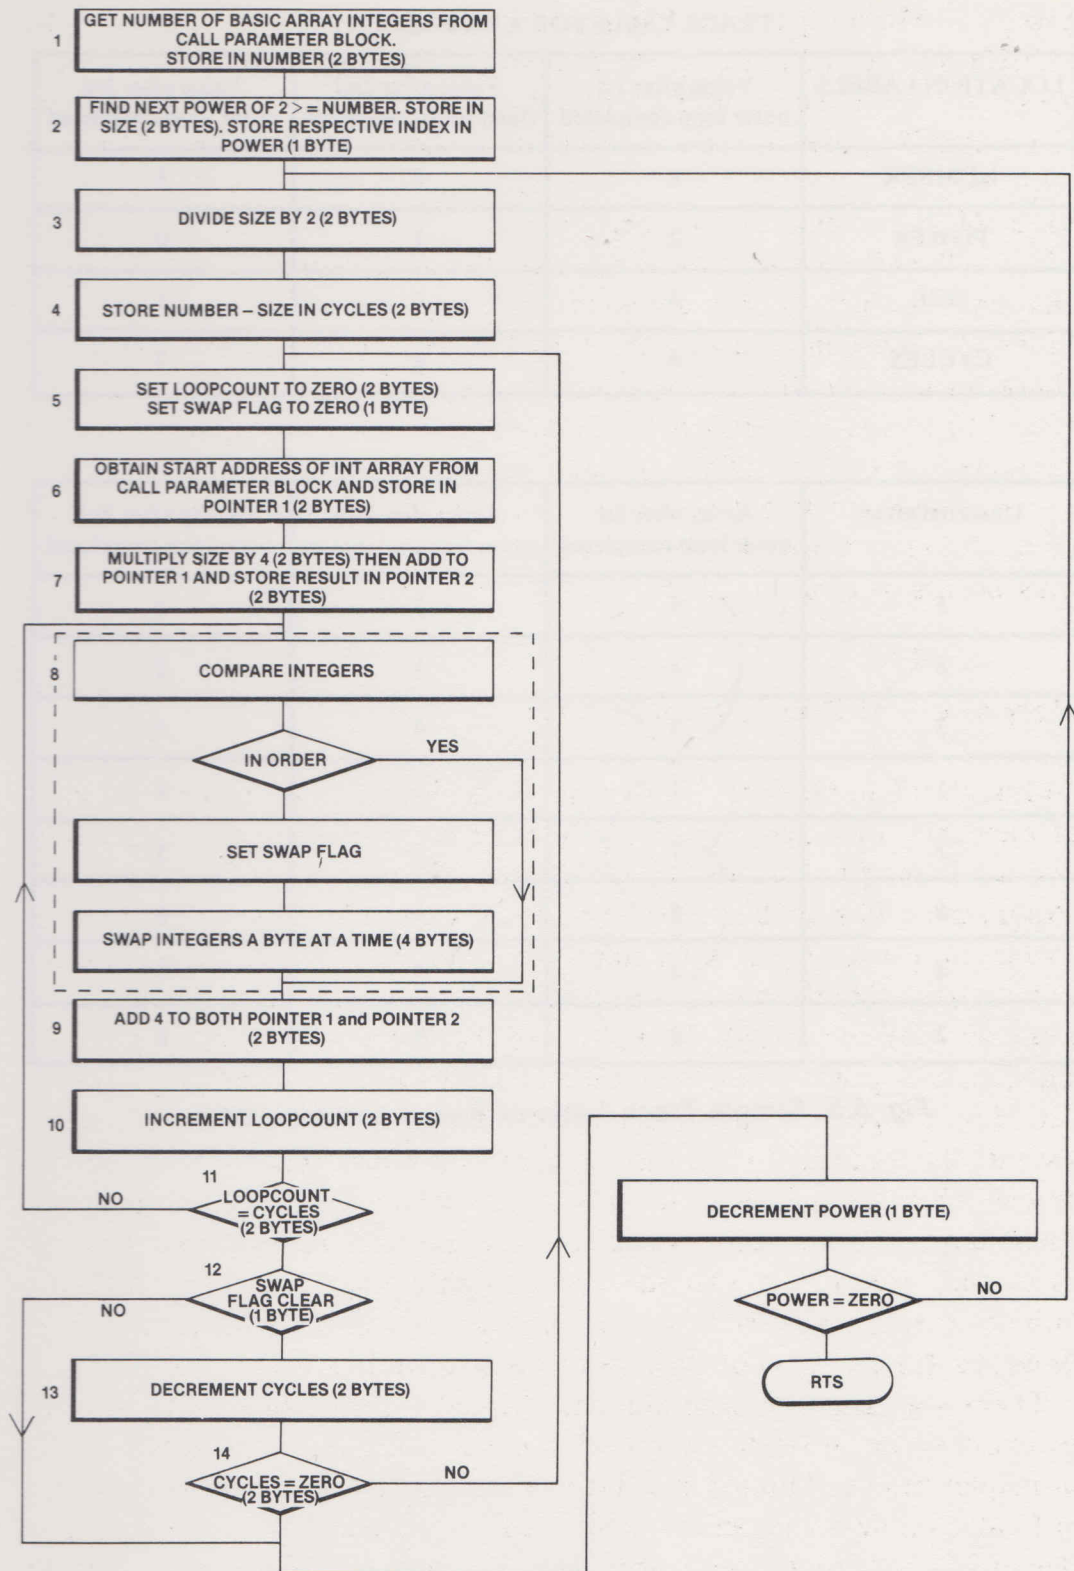 1
GET NUMBER OF BASIC ARRAY INTEGERS FROM
CALL PARAMETER BLOCK.
STORE IN NUMBER (2 BYTES)
2
FIND NEXT POWER OF 2 > = NUMBER. STORE IN
SIZE (2 BYTES). STORE RESPECTIVE INDEX IN
POWER (1 BYTE)
3
DIVIDE SIZE BY 2 (2 BYTES)
4
STORE NUMBER – SIZE IN CYCLES (2 BYTES)
5
SET LOOPCOUNT TO ZERO (2 BYTES)
SET SWAP FLAG TO ZERO (1 BYTE)
6
OBTAIN START ADDRESS OF INT ARRAY FROM
CALL PARAMETER BLOCK AND STORE IN
POINTER 1 (2 BYTES)
7
MULTIPLY SIZE BY 4 (2 BYTES) THEN ADD TO
POINTER 1 AND STORE RESULT IN POINTER 2
(2 BYTES)
8
COMPARE INTEGERS
IN ORDER
YES
SET SWAP FLAG
SWAP INTEGERS A BYTE AT A TIME (4 BYTES)
9
ADD 4 TO BOTH POINTER 1 and POINTER 2
(2 BYTES)
10
INCREMENT LOOPCOUNT (2 BYTES)
11
LOOPCOUNT
= CYCLES
(2 BYTES)
NO
12
SWAP
FLAG CLEAR
(1 BYTE)
NO
13
DECREMENT CYCLES (2 BYTES)
14
CYCLES = ZERO
(2 BYTES)
NO
DECREMENT POWER (1 BYTE)
POWER = ZERO
NO
RTS